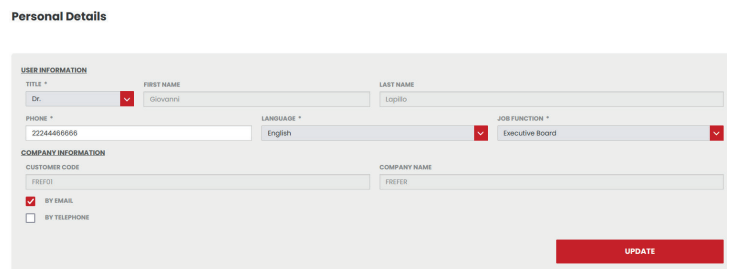 Personal Details
USER INFORMATION
TITLE * FIRST NAME LAST NAME
Dr. Giovanni Lapillo
PHONE * LANGUAGE * JOB FUNCTION *
22244466666 English Executive Board
COMPANY INFORMATION
CUSTOMER CODE COMPANY NAME
FREF01 FREFER
BY EMAIL
BY TELEPHONE
UPDATE